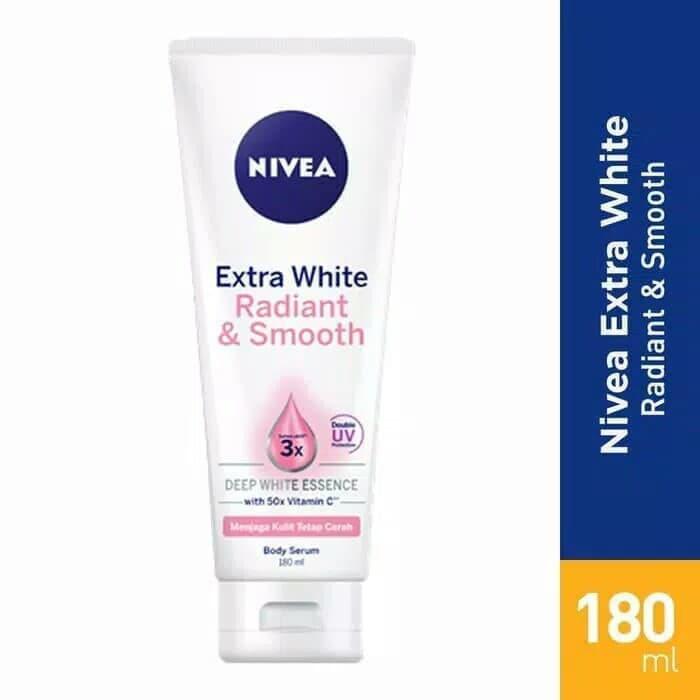 NIVEA
Extra White
Radiant
& Smooth
3x
Double
UV
Protection
DEEP WHITE ESSENCE
with 50x Vitamin C**
Menjaga Kulit Tetap Cerah
Body Serum
180 ml
Nivea Extra White
Radiant & Smooth
180
ml